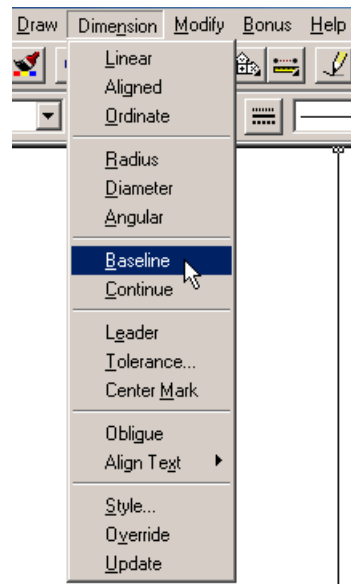 Draw Dimension Modify Bonus Help
Linear
Aligned
Ordinate
Radius
Diameter
Angular
Baseline
Continue
Leader
Tolerance...
Center Mark
Obligue
Align Text
Style...
Override
Update